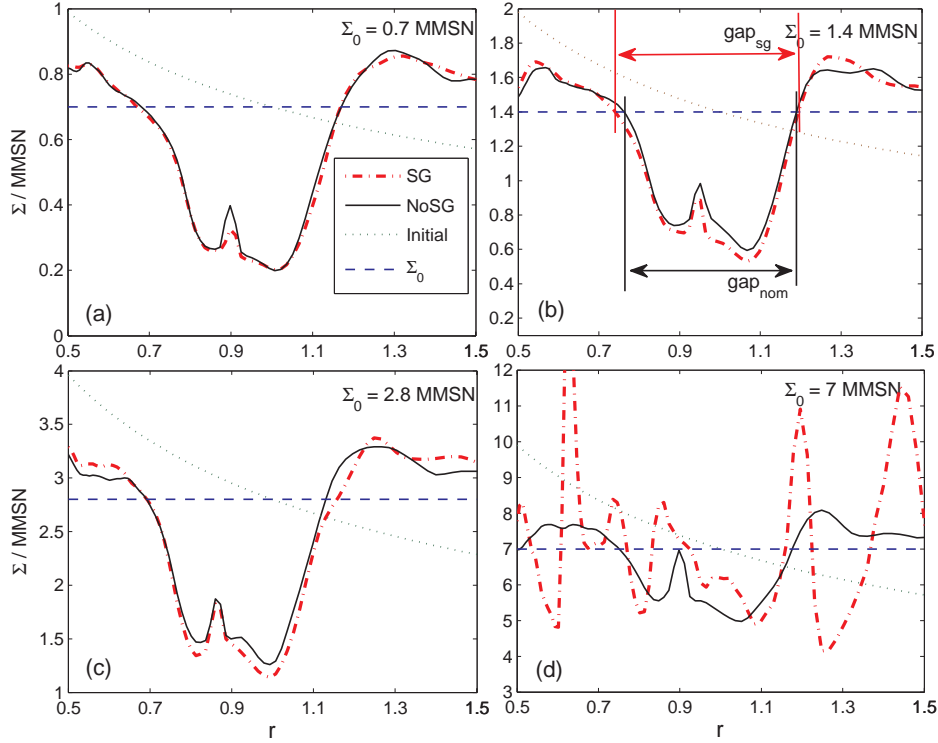 Σ₀ = 0.7 MMSN
1
0.8
0.6
0.4
0.2
0
Σ / MMSN
SG
NoSG
Initial
Σ₀
(a)
0.5 0.7 0.9 1.1 1.3 1.5
gap_sg
Σ₀ = 1.4 MMSN
2
1.8
1.6
1.4
1.2
1
0.8
0.6
0.4
0.2
gap_nom
(b)
0.5 0.7 0.9 1.1 1.3 1.5
Σ₀ = 2.8 MMSN
4
3.5
3
2.5
2
1.5
1
Σ / MMSN
(c)
0.5 0.7 0.9 1.1 1.3 1.5
r
Σ₀ = 7 MMSN
12
11
10
9
8
7
6
5
4
3
(d)
0.5 0.7 0.9 1.1 1.3 1.5
r